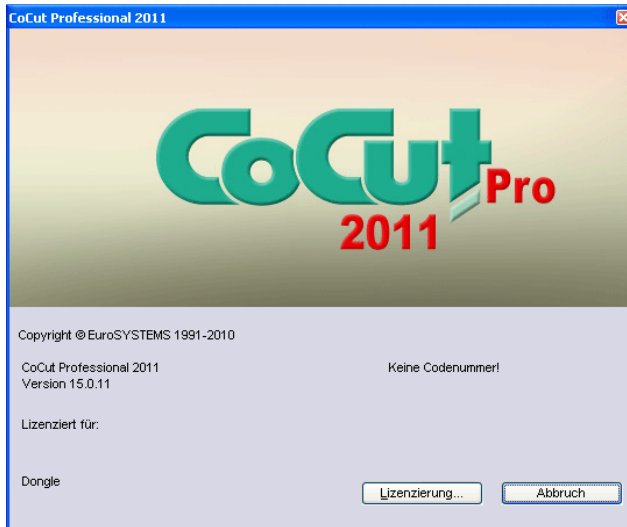 CoCut Professional 2011
CoCut Pro
2011
Copyright © EuroSYSTEMS 1991-2010
CoCut Professional 2011
Keine Codenummer!
Version 15.0.11
Lizenziert für:
Dongle
Lizenzierung...
Abbruch